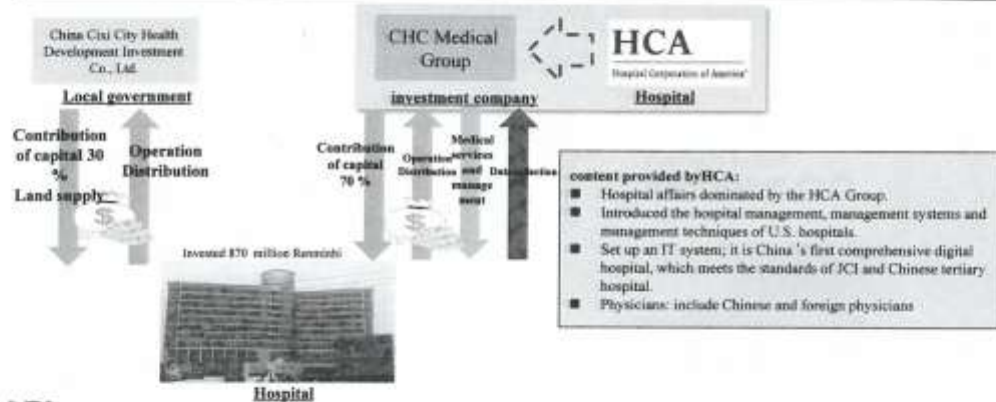 China Cixi City Health
Development Investment
Co., Ltd.
Local government
CHC Medical
Group
HCA
Hospital Corporation of America
investment company
Hospital
Contribution
of capital 30
%
Land supply
Operation
Distribution
Contribution
of capital
70 %
Operation
Distribution
Medical
services
and
manage
ment
Invested 870 million Renminbi
Hospital
content provided byHCA:
■ Hospital affairs dominated by the HCA Group.
■ Introduced the hospital management, management systems and
management techniques of U.S. hospitals.
■ Set up an IT system; it is China 's first comprehensive digital
hospital, which meets the standards of JCI and Chinese tertiary
hospital.
■ Physicians: include Chinese and foreign physicians